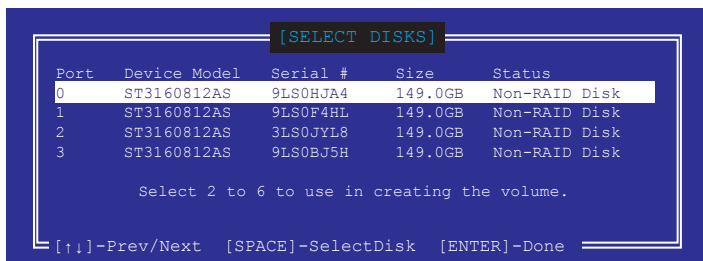 [SELECT DISKS]
Port Device Model Serial # Size Status
0 ST3160812AS 9LS0HJA4 149.0GB Non-RAID Disk
1 ST3160812AS 9LS0F4HL 149.0GB Non-RAID Disk
2 ST3160812AS 3LS0JYL8 149.0GB Non-RAID Disk
3 ST3160812AS 9LS0BJ5H 149.0GB Non-RAID Disk
Select 2 to 6 to use in creating the volume.
[↑↓]-Prev/Next [SPACE]-SelectDisk [ENTER]-Done